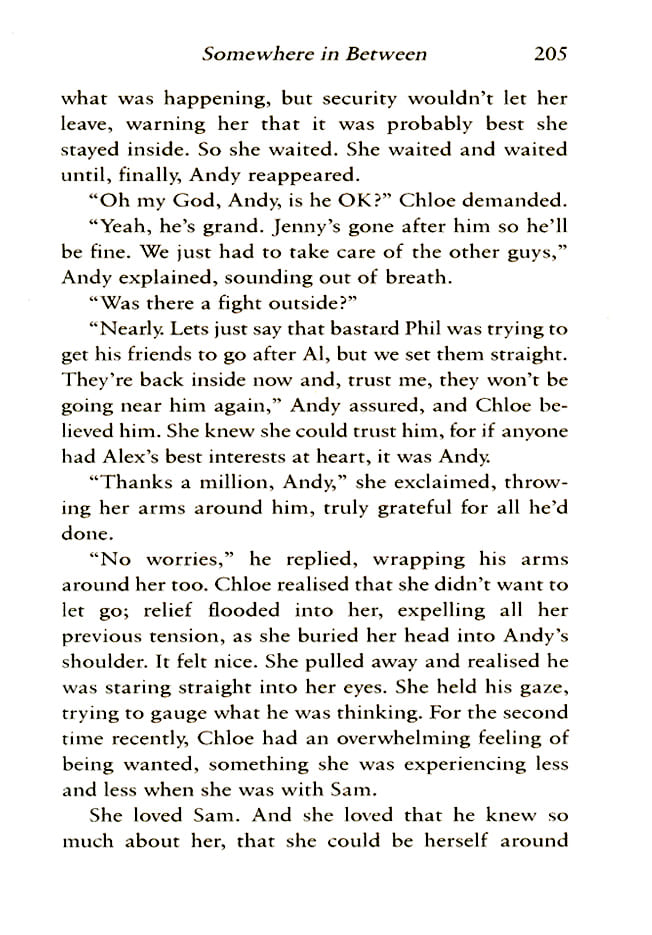 Somewhere in Between 205
what was happening, but security wouldn't let her
leave, warning her that it was probably best she
stayed inside. So she waited. She waited and waited
until, finally, Andy reappeared.
“Oh my God, Andy, is he OK?” Chloe demanded.
“Yeah, he's grand. Jenny's gone after him so he'll
be fine. We just had to take care of the other guys,”
Andy explained, sounding out of breath.
“Was there a fight outside?”
“Nearly. Lets just say that bastard Phil was trying to
get his friends to go after Al, but we set them straight.
They're back inside now and, trust me, they won't be
going near him again,” Andy assured, and Chloe be-
lieved him. She knew she could trust him, for if anyone
had Alex's best interests at heart, it was Andy.
“Thanks a million, Andy,” she exclaimed, throw-
ing her arms around him, truly grateful for all he'd
done.
“No worries,” he replied, wrapping his arms
around her too. Chloe realised that she didn't want to
let go; relief flooded into her, expelling all her
previous tension, as she buried her head into Andy's
shoulder. It felt nice. She pulled away and realised he
was staring straight into her eyes. She held his gaze,
trying to gauge what he was thinking. For the second
time recently, Chloe had an overwhelming feeling of
being wanted, something she was experiencing less
and less when she was with Sam.
She loved Sam. And she loved that he knew so
much about her, that she could be herself around